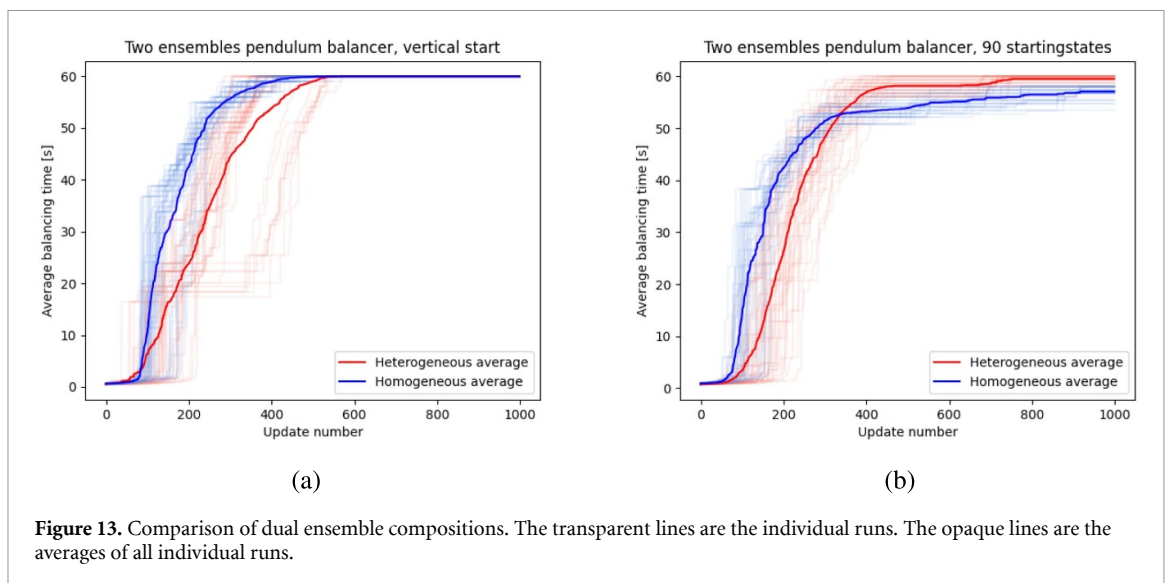 Two ensembles pendulum balancer, vertical start
60
50
40
30
20
10
0
Average balancing time [s]
0 200 400 600 800 1000
Update number
Heterogeneous average
Homogeneous average
(a)
Two ensembles pendulum balancer, 90 startingstates
60
50
40
30
20
10
0
Average balancing time [s]
0 200 400 600 800 1000
Update number
Heterogeneous average
Homogeneous average
(b)
Figure 13. Comparison of dual ensemble compositions. The transparent lines are the individual runs. The opaque lines are the
averages of all individual runs.